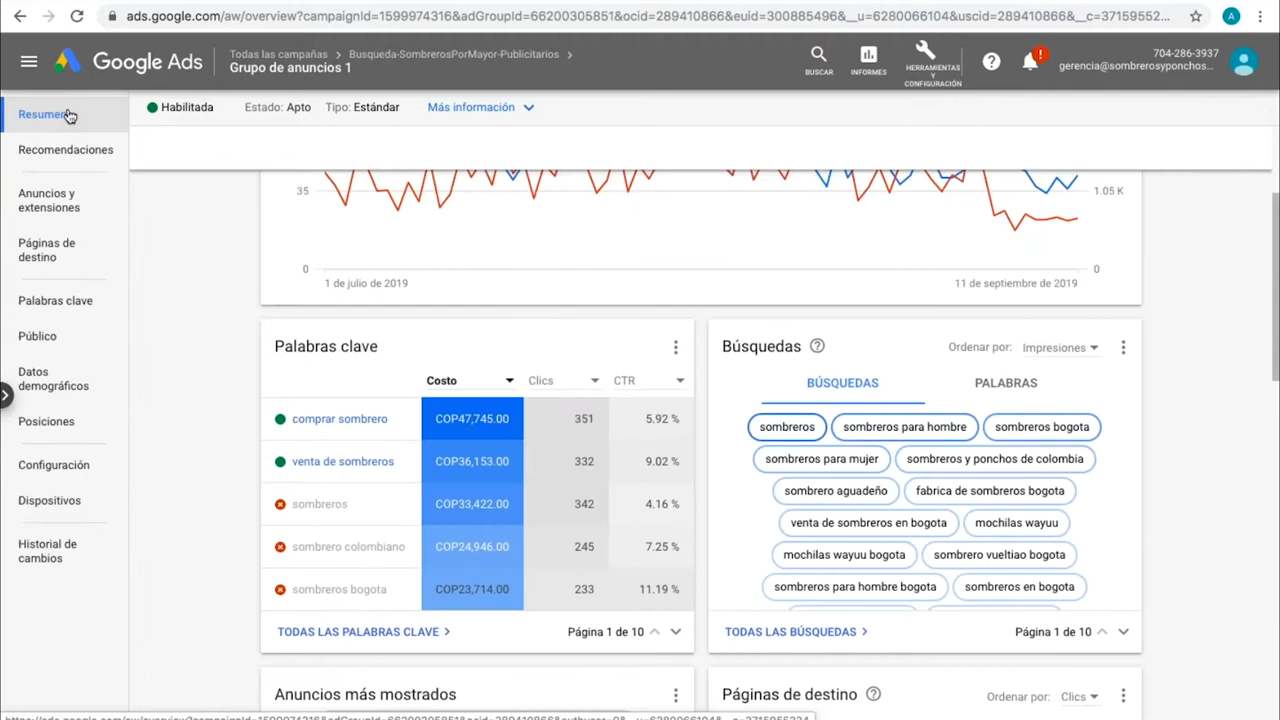 ads.google.com/aw/overview?campaignId=1599974316&adGroupId=66200305851&ocid=289410866&euid=300885496&__u=6280066104&uscid=289410866&__c=37159552...
A
Google Ads
Todas las campañas > Busqueda-SombrerosPorMayor-Publicitarios >
Grupo de anuncios 1
BUSCAR
INFORMES
HERRAMIENTAS
Y
CONFIGURACIÓN
?
!
704-286-3937
gerencia@sombrerosyponchos...
Resumen
Recomendaciones
Anuncios y
extensiones
Páginas de
destino
Palabras clave
Público
Datos
demográficos
Posiciones
Configuración
Dispositivos
Historial de
cambios
Habilitada Estado: Apto Tipo: Estándar Más información
35 1.05 K
0 0
1 de julio de 2019 11 de septiembre de 2019
Palabras clave
Costo Clics CTR
comprar sombrero COP47,745.00 351 5.92 %
venta de sombreros COP36,153.00 332 9.02 %
sombreros COP33,422.00 342 4.16 %
sombrero colombiano COP24,946.00 245 7.25 %
sombreros bogota COP23,714.00 233 11.19 %
TODAS LAS PALABRAS CLAVE > Página 1 de 10
Búsquedas ? Ordenar por: Impresiones
BÚSQUEDAS PALABRAS
sombreros sombreros para hombre sombreros bogota
sombreros para mujer sombreros y ponchos de colombia
sombrero aguadeño fabrica de sombreros bogota
venta de sombreros en bogota mochilas wayuu
mochilas wayuu bogota sombrero vueltiao bogota
sombreros para hombre bogota sombreros en bogota
TODAS LAS BÚSQUEDAS > Página 1 de 10
Anuncios más mostrados
Páginas de destino ? Ordenar por: Clics